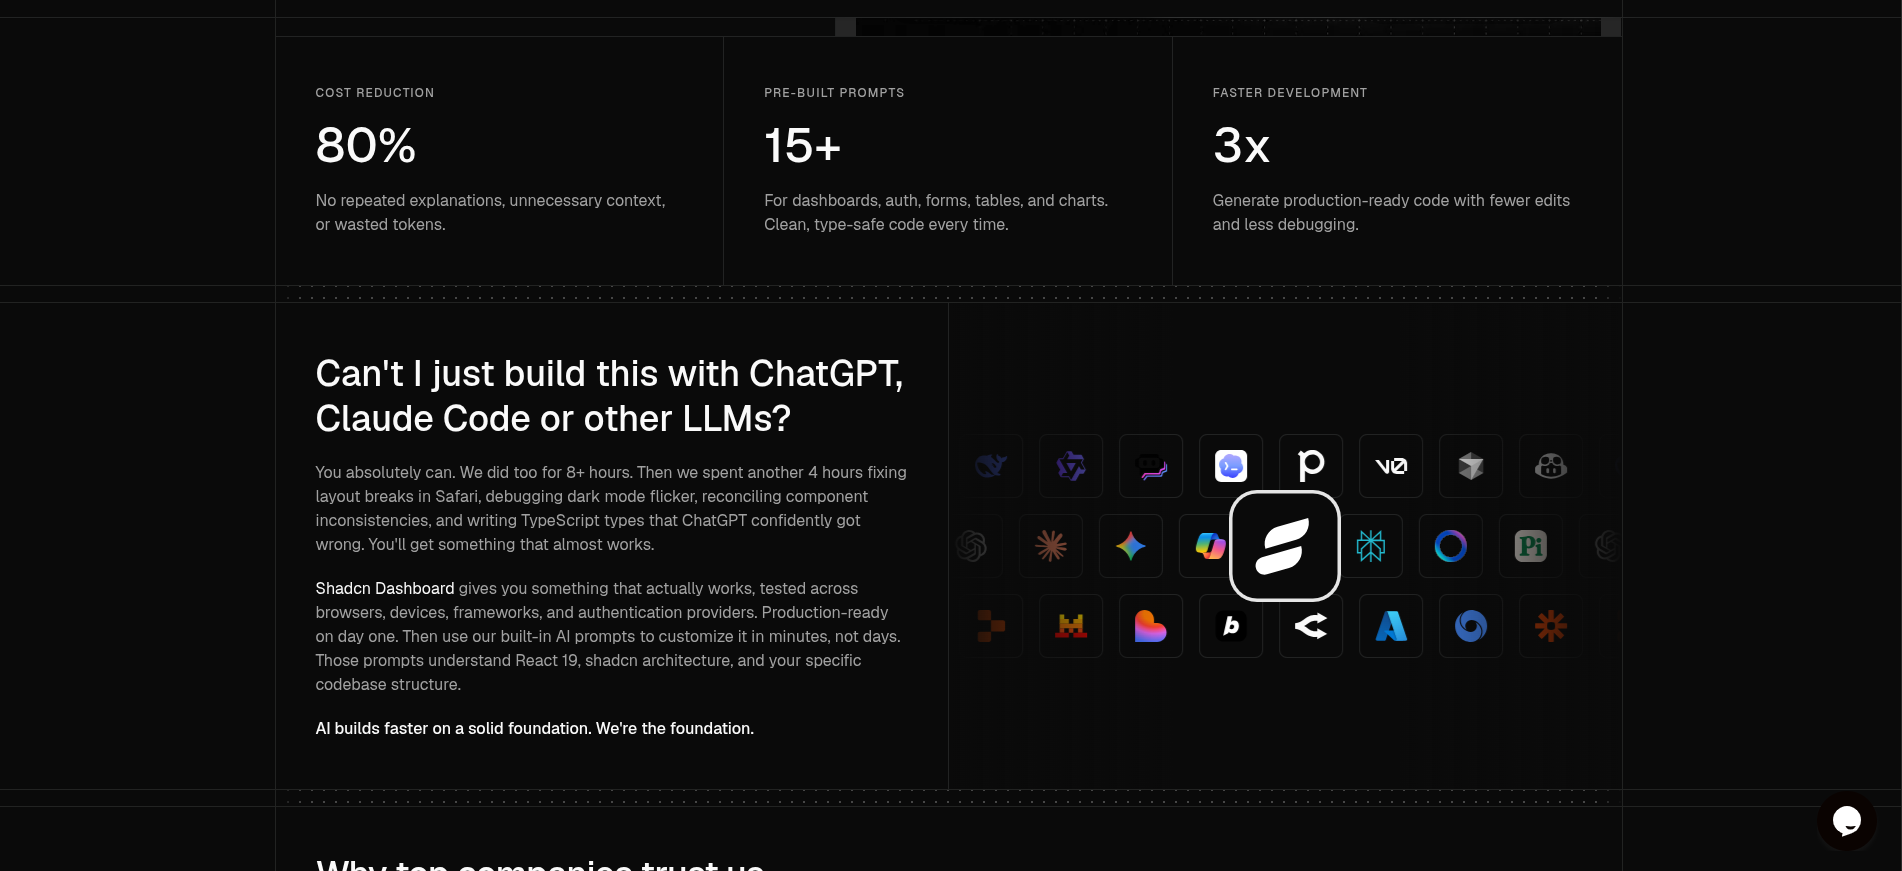 COST REDUCTION
80%
No repeated explanations, unnecessary context,
or wasted tokens.
PRE-BUILT PROMPTS
15+
For dashboards, auth, forms, tables, and charts.
Clean, type-safe code every time.
FASTER DEVELOPMENT
3x
Generate production-ready code with fewer edits
and less debugging.
Can't I just build this with ChatGPT,
Claude Code or other LLMs?
You absolutely can. We did too for 8+ hours. Then we spent another 4 hours fixing
layout breaks in Safari, debugging dark mode flicker, reconciling component
inconsistencies, and writing TypeScript types that ChatGPT confidently got
wrong. You'll get something that almost works.
Shadcn Dashboard gives you something that actually works, tested across
browsers, devices, frameworks, and authentication providers. Production-ready
on day one. Then use our built-in AI prompts to customize it in minutes, not days.
Those prompts understand React 19, shadcn architecture, and your specific
codebase structure.
AI builds faster on a solid foundation. We're the foundation.
v0
Pi
b
Why top companies trust us